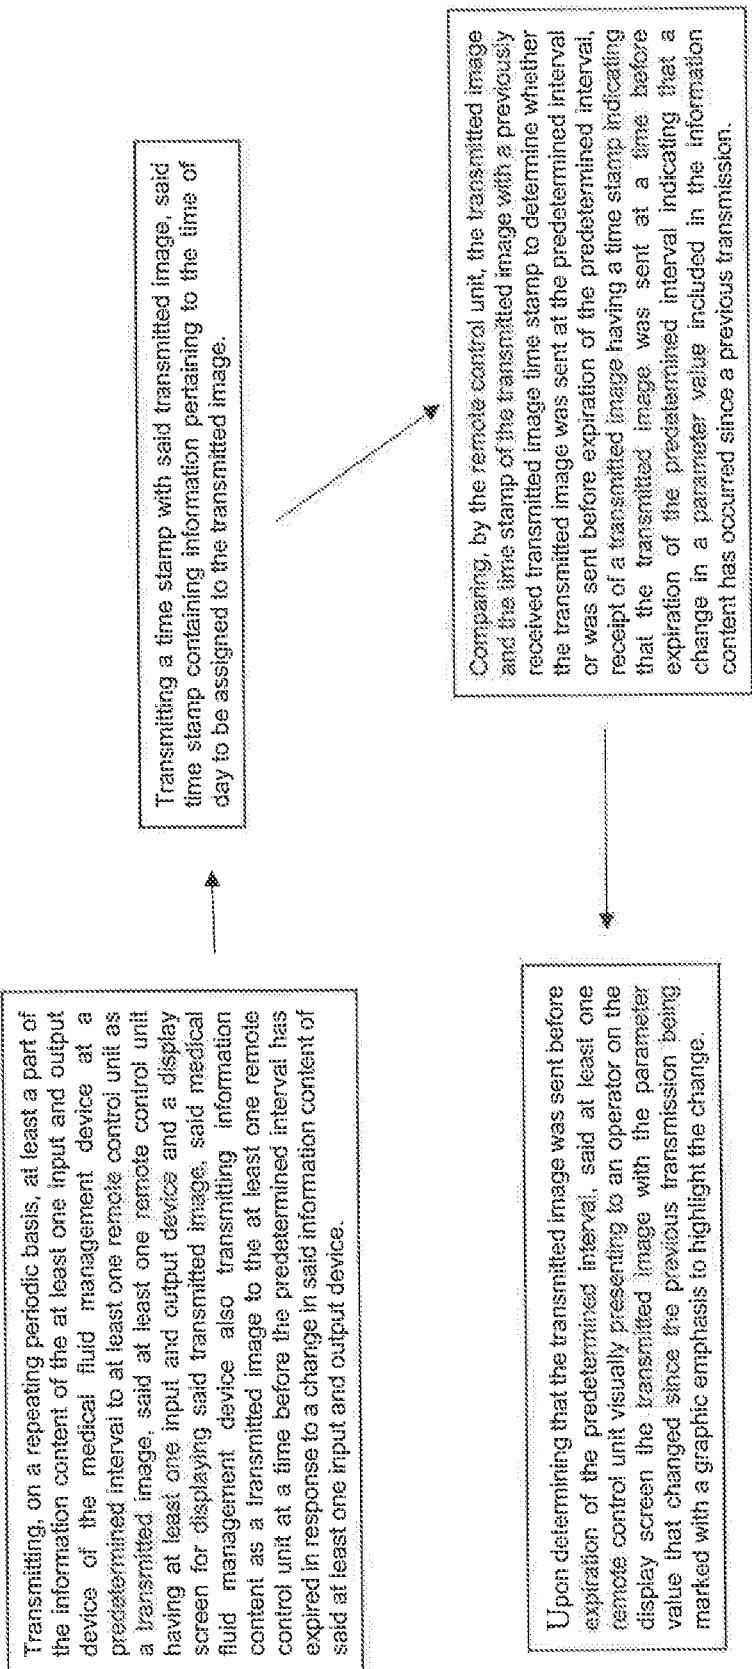 Transmitting, on a repeating periodic basis, at least a part of
the information content of the at least one input and output
device of the medical fluid management device at a
predetermined interval to at least one remote control unit as
a transmitted image, said at least one remote control unit
having at least one input and output device and a display
screen for displaying said transmitted image, said medical
fluid management device also transmitting information
content as a transmitted image to the at least one remote
control unit at a time before the predetermined interval has
expired in response to a change in said information content of
said at least one input and output device.
Transmitting a time stamp with said transmitted image, said
time stamp containing information pertaining to the time of
day to be assigned to the transmitted image.
Comparing, by the remote control unit, the transmitted image
and the time stamp of the transmitted image with a previously
received transmitted image time stamp to determine whether
the transmitted image was sent at the predetermined interval
or was sent before expiration of the predetermined interval,
receipt of a transmitted image having a time stamp indicating
that the transmitted image was sent at a time before
expiration of the predetermined interval indicating that a
change in a parameter value included in the information
content has occurred since a previous transmission.
Upon determining that the transmitted image was sent before
expiration of the predetermined interval, said at least one
remote control unit visually presenting to an operator on the
display screen the transmitted image with the parameter
value that changed since the previous transmission being
marked with a graphic emphasis to highlight the change.